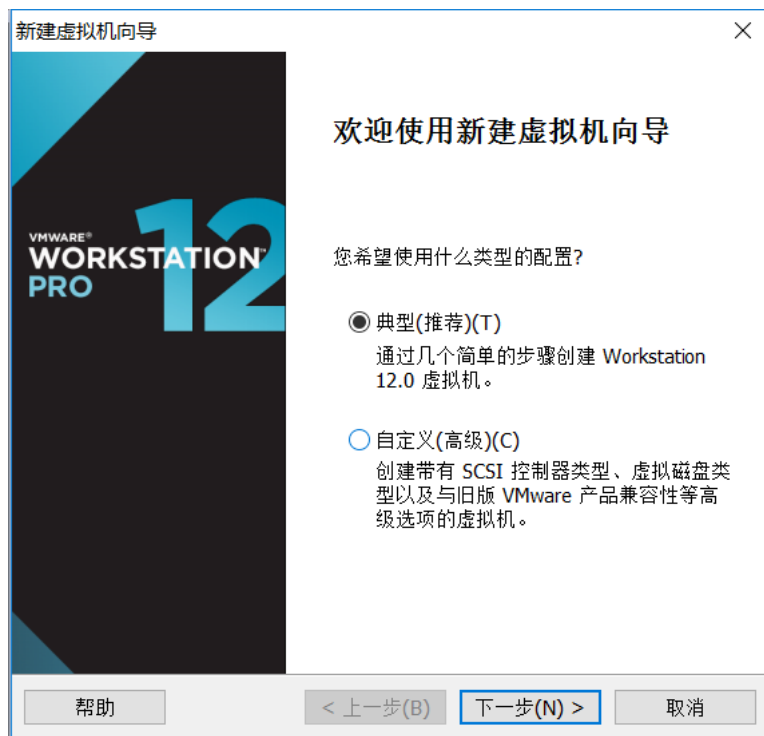 新建虚拟机向导
欢迎使用新建虚拟机向导
VMWARE®
WORKSTATION™
PRO
12
您希望使用什么类型的配置?
典型(推荐)(T)
通过几个简单的步骤创建 Workstation
12.0 虚拟机。
自定义(高级)(C)
创建带有 SCSI 控制器类型、虚拟磁盘类
型以及与旧版 VMware 产品兼容性等高
级选项的虚拟机。
帮助
< 上一步(B)
下一步(N) >
取消